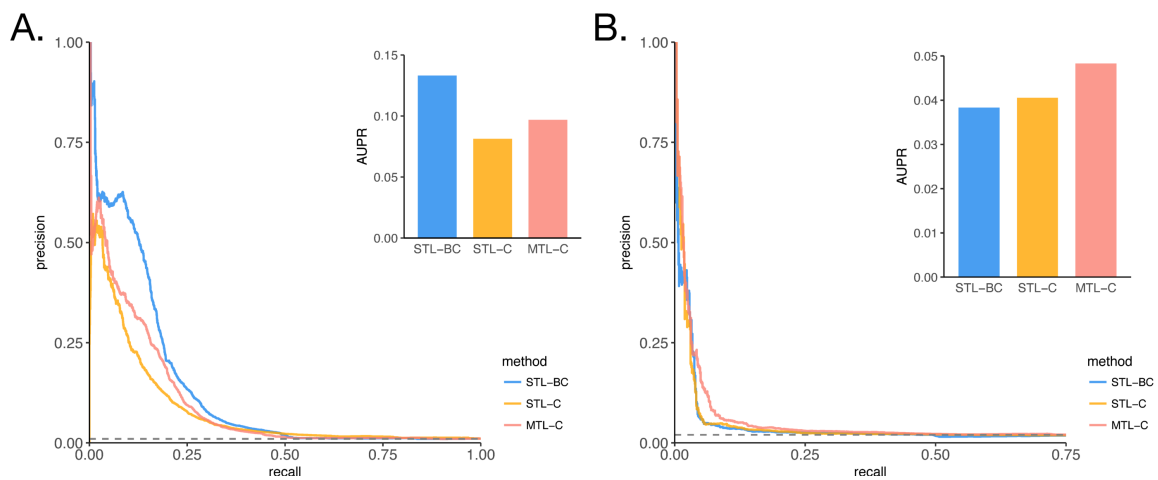 A.
1.00
0.75
0.50
0.25
0.00
precision
0.00 0.25 0.50 0.75 1.00
recall
0.15
0.10
0.05
0.00
AUPR
STL−BC STL−C MTL−C
method
STL−BC
STL−C
MTL−C
B.
1.00
0.75
0.50
0.25
0.00
precision
0.00 0.25 0.50 0.75
recall
0.05
0.04
0.03
0.02
0.01
0.00
AUPR
STL−BC STL−C MTL−C
method
STL−BC
STL−C
MTL−C